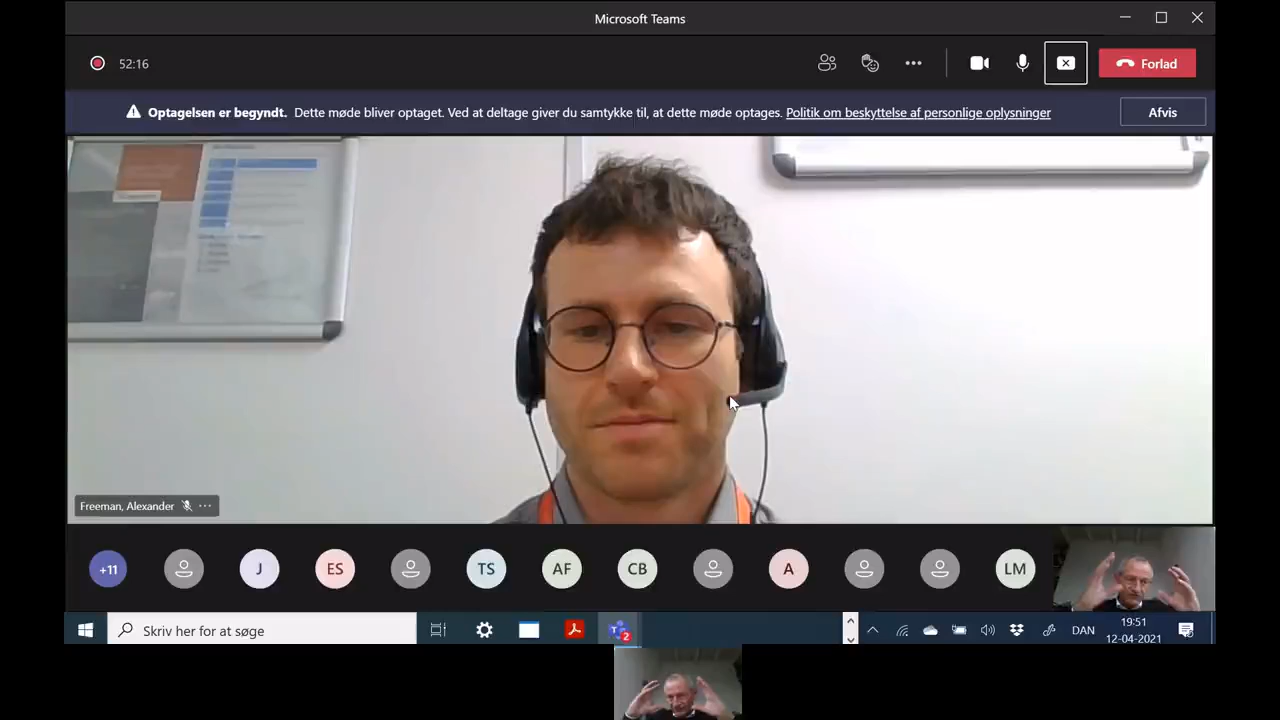 Microsoft Teams
52:16
Forlad
Optagelsen er begyndt. Dette møde bliver optaget. Ved at deltage giver du samtykke til, at dette møde optages. Politik om beskyttelse af personlige oplysninger
Afvis
Freeman, Alexander
+11
J
ES
TS
AF
CB
A
LM
Skriv her for at søge
2
DAN
19:51
12-04-2021